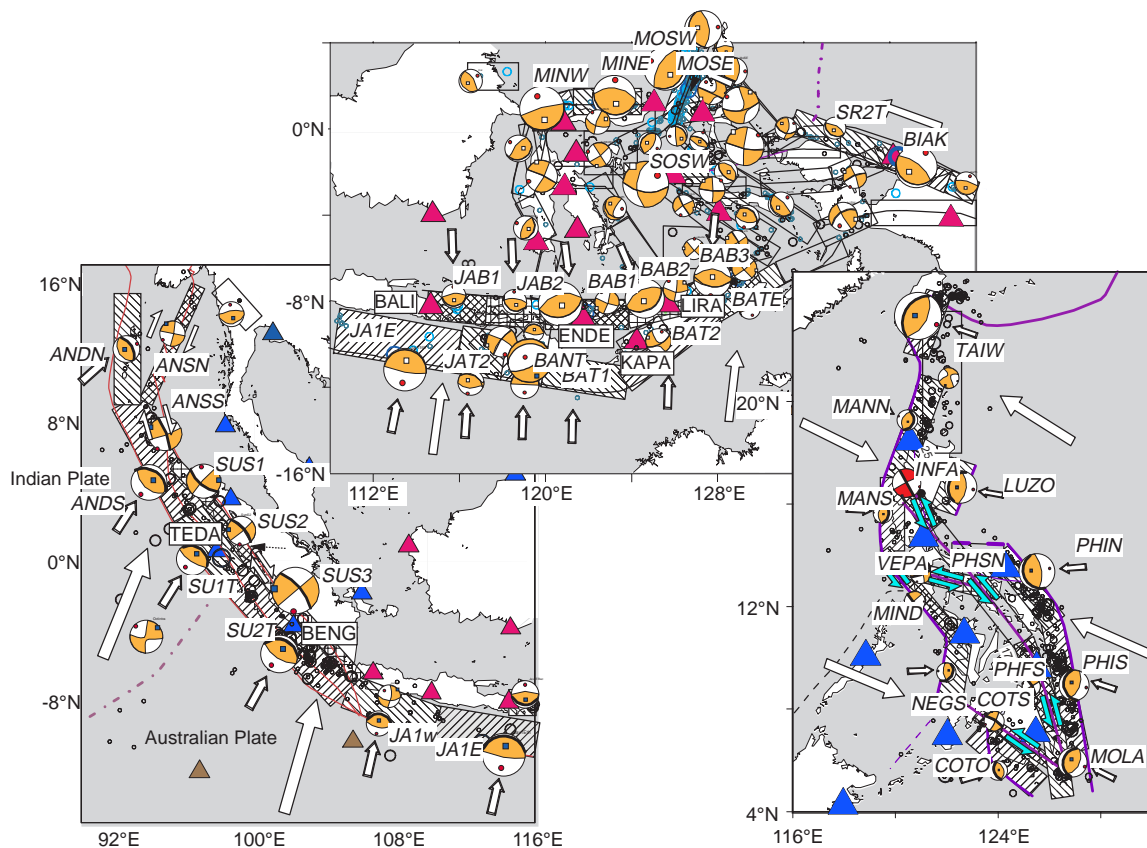 MOSW
MINE
MOSE
MINW
SR2T
0°N
BIAK
SOSW
BAB3
BAB2
JAB1
JAB2
BAB1
16°N
-8°N
BALI
LIRA
BATE
JA1E
ENDE
BAT2
TAIW
ANDN
ANSN
JAT2
BANT
KAPA
BAT1
ANSS
20°N
MANN
8°N
SUS1
-16°N
INFA
Indian Plate
112°E
120°E
128°E
LUZO
ANDS
MANS
SUS2
TEDA
PHIN
0°N
VEPA
PHSN
SUS3
SU1T
MIND
12°N
SU2T
BENG
PHIS
PHFS
-8°N
NEGS
COTS
Australian Plate
JA1w
JA1E
MOLA
COTO
4°N
92°E
100°E
108°E
116°E
116°E
124°E